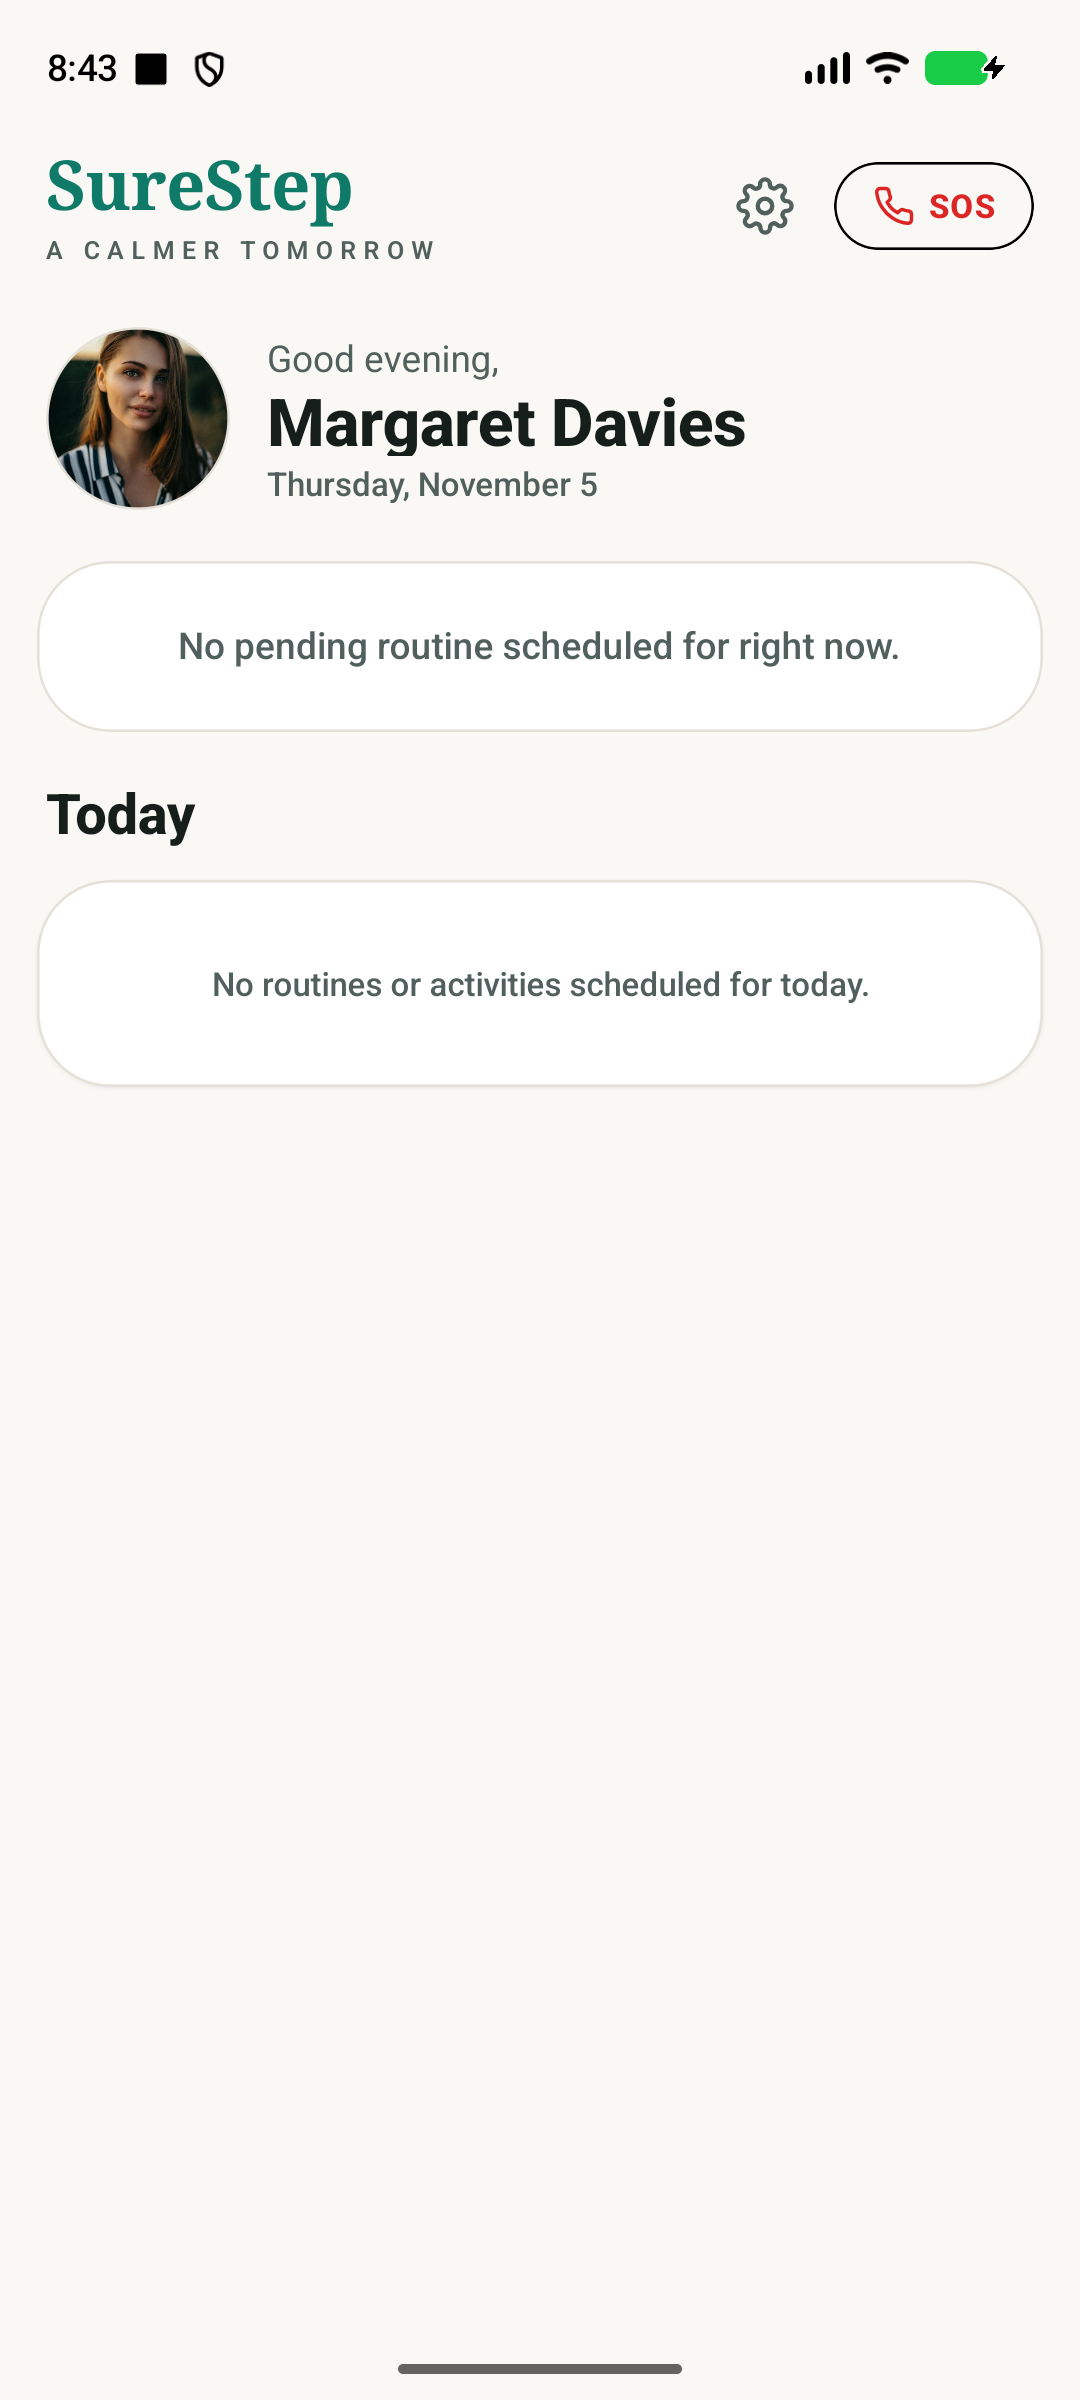 8:43
SureStep
A CALMER TOMORROW
SOS
Good evening,
Margaret Davies
Thursday, November 5
No pending routine scheduled for right now.
Today
No routines or activities scheduled for today.